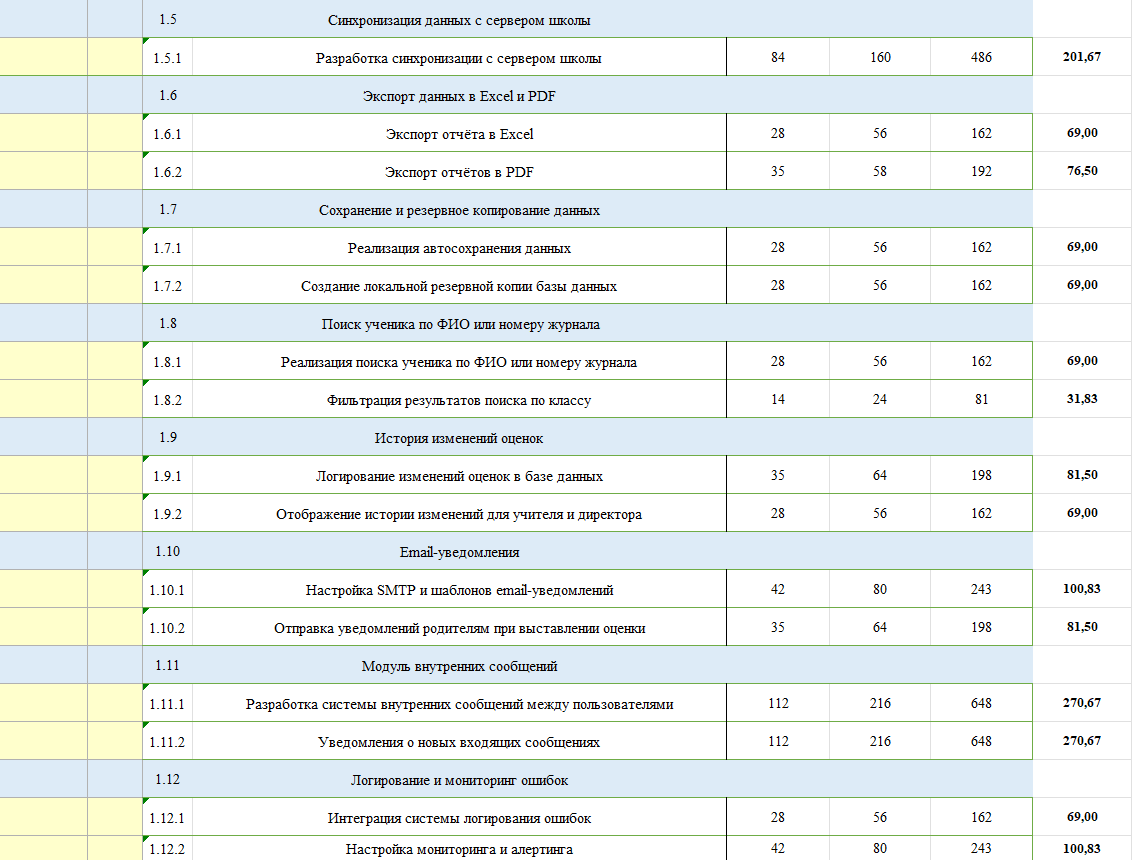 1.5 Синхронизация данных с сервером школы
1.5.1 Разработка синхронизации с сервером школы 84 160 486 201,67
1.6 Экспорт данных в Excel и PDF
1.6.1 Экспорт отчёта в Excel 28 56 162 69,00
1.6.2 Экспорт отчётов в PDF 35 58 192 76,50
1.7 Сохранение и резервное копирование данных
1.7.1 Реализация автосохранения данных 28 56 162 69,00
1.7.2 Создание локальной резервной копии базы данных 28 56 162 69,00
1.8 Поиск ученика по ФИО или номеру журнала
1.8.1 Реализация поиска ученика по ФИО или номеру журнала 28 56 162 69,00
1.8.2 Фильтрация результатов поиска по классу 14 24 81 31,83
1.9 История изменений оценок
1.9.1 Логирование изменений оценок в базе данных 35 64 198 81,50
1.9.2 Отображение истории изменений для учителя и директора 28 56 162 69,00
1.10 Email-уведомления
1.10.1 Настройка SMTP и шаблонов email-уведомлений 42 80 243 100,83
1.10.2 Отправка уведомлений родителям при выставлении оценки 35 64 198 81,50
1.11 Модуль внутренних сообщений
1.11.1 Разработка системы внутренних сообщений между пользователями 112 216 648 270,67
1.11.2 Уведомления о новых входящих сообщениях 112 216 648 270,67
1.12 Логирование и мониторинг ошибок
1.12.1 Интеграция системы логирования ошибок 28 56 162 69,00
1.12.2 Настройка мониторинга и алертинга 42 80 243 100,83